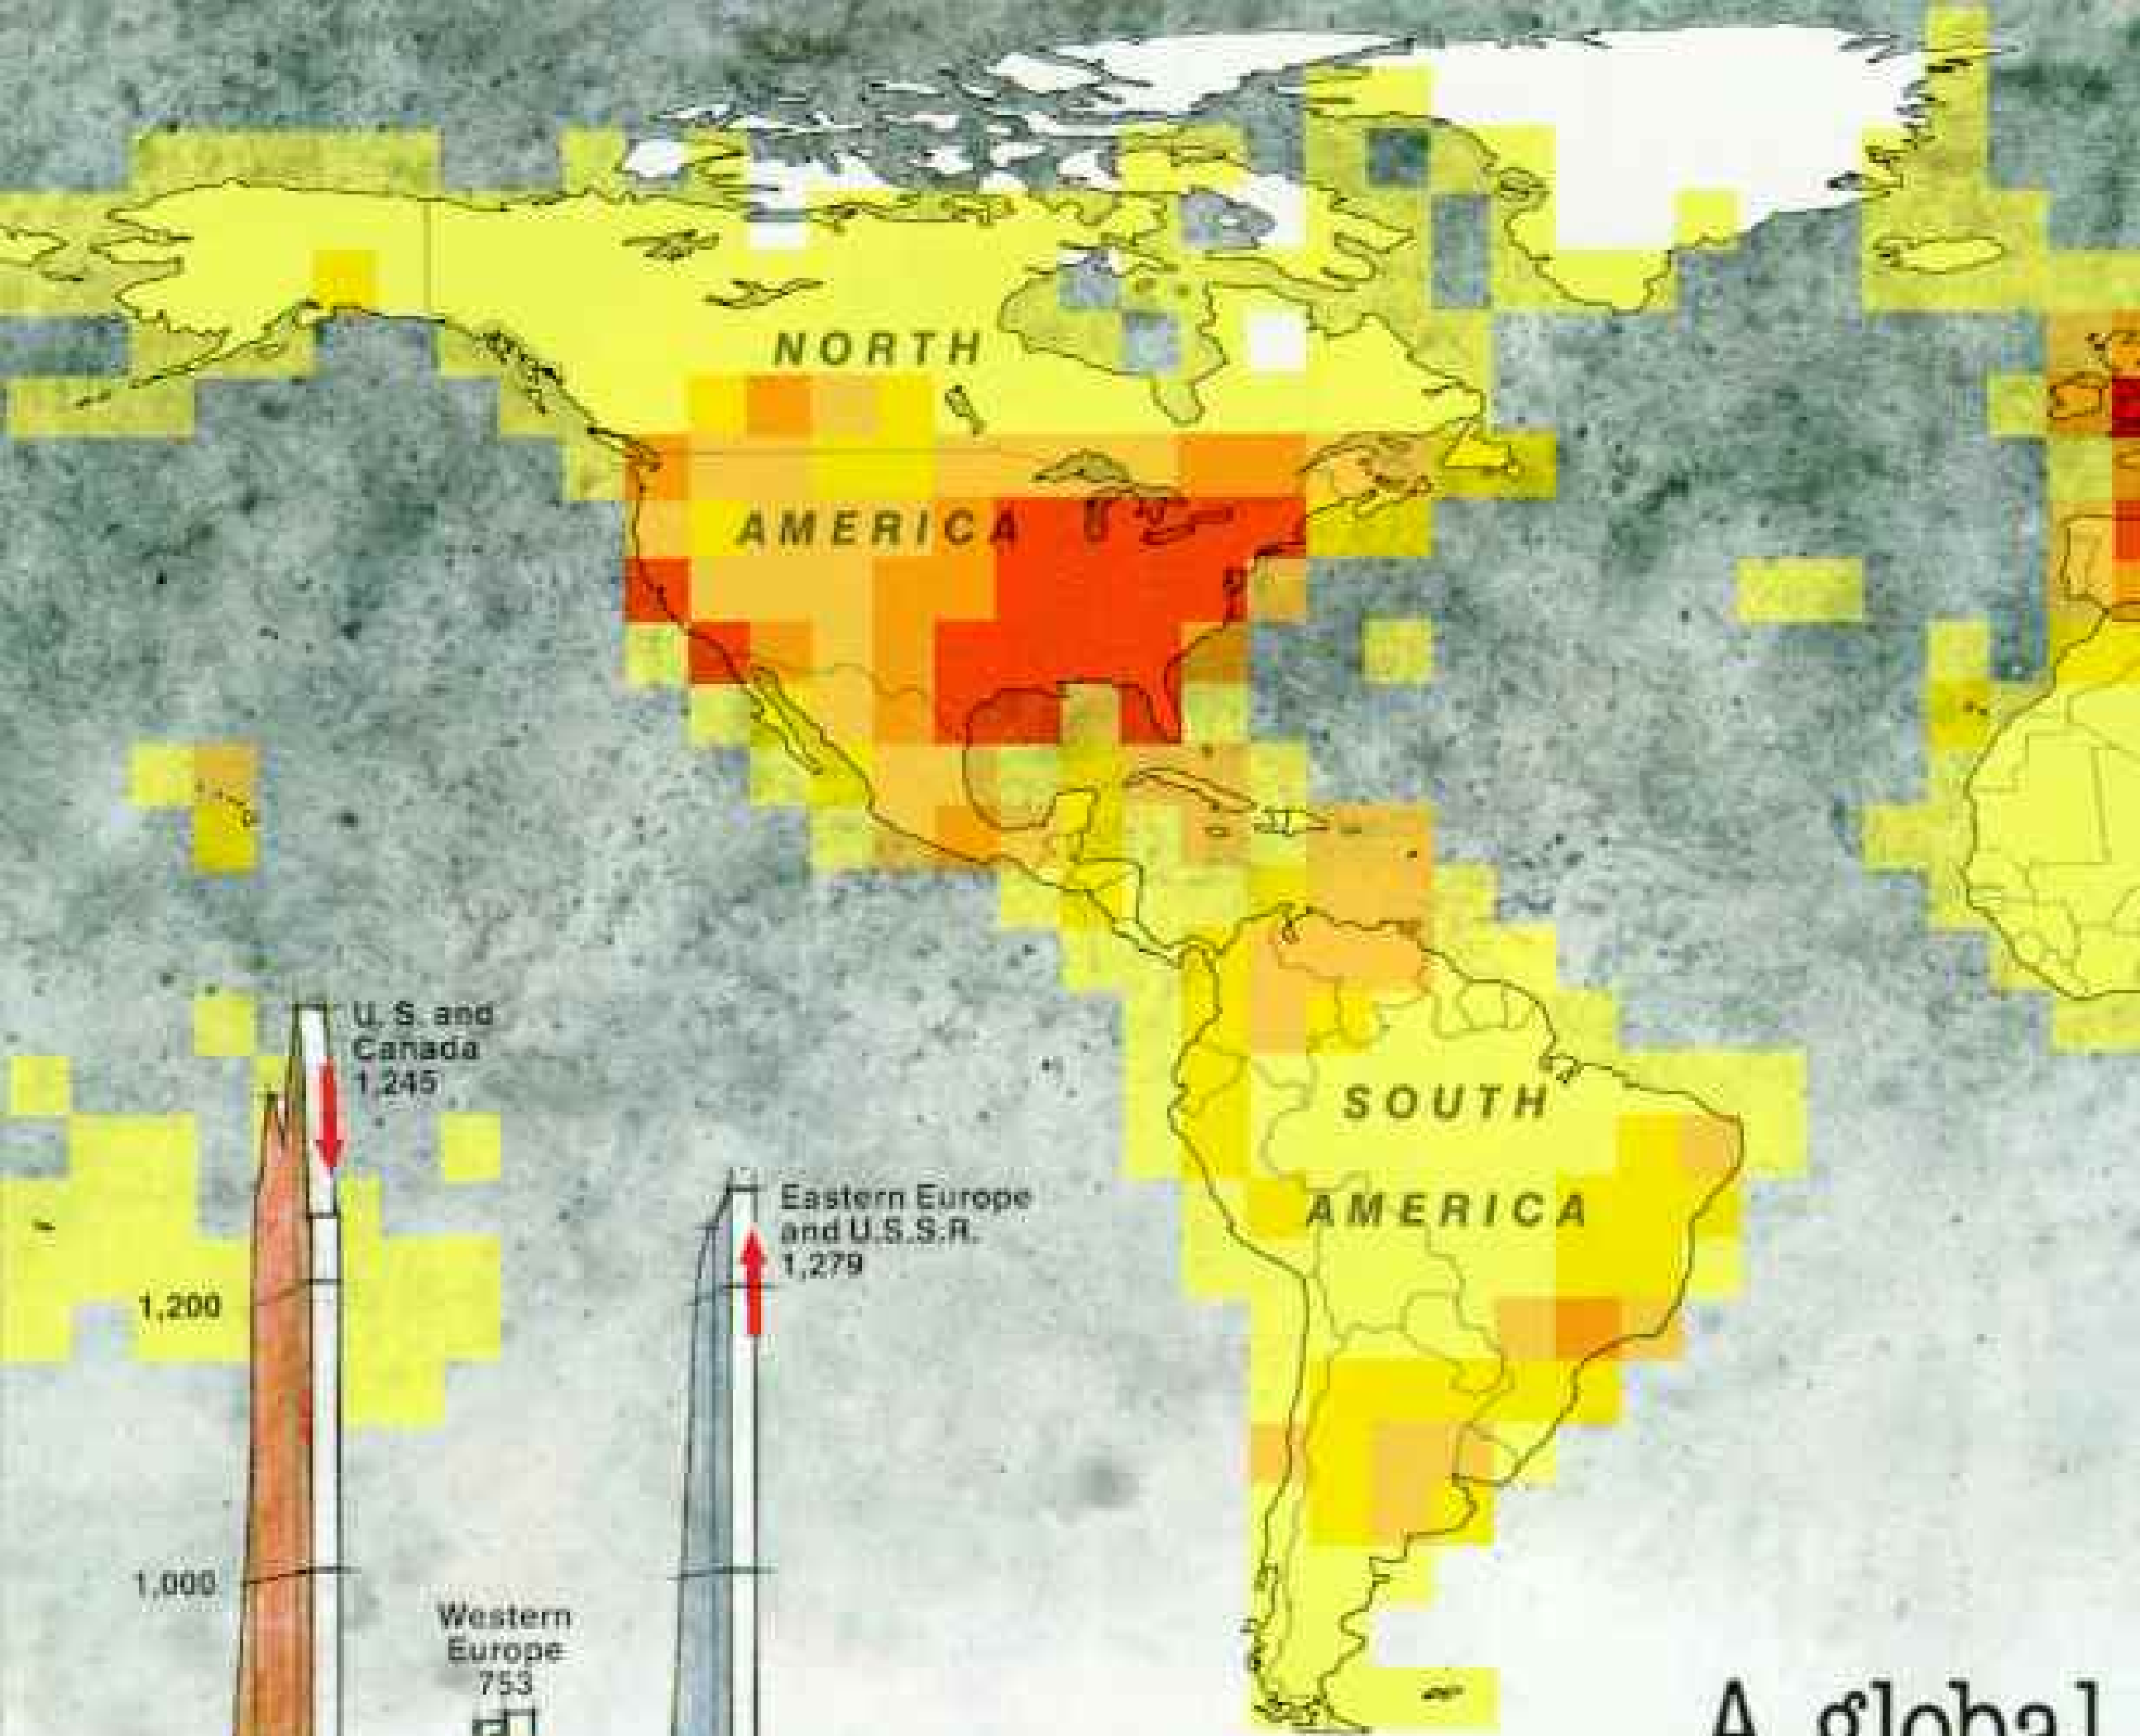 NORTH
AMERICA
U. S. and
Canada
1,245
SOUTH
AMERICA
Eastern Europe
and U.S.S.R.
1,279
1,200
1,000
Western
Europe
753
A global